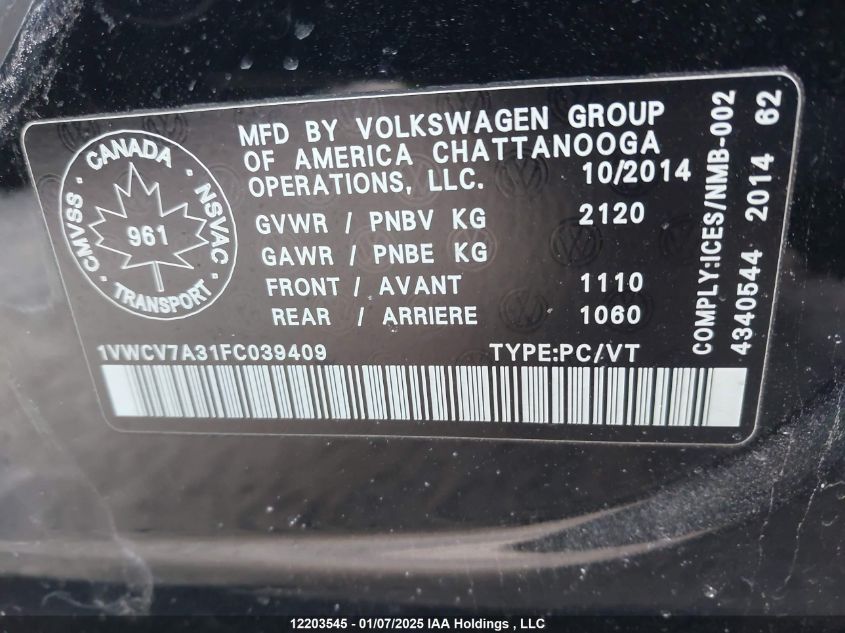 CANADA
CMVSS
NSVAC
961
TRANSPORT
MFD BY VOLKSWAGEN GROUP
OF AMERICA CHATTANOOGA
OPERATIONS, LLC. 10/2014
GVWR / PNBV KG 2120
GAWR / PNBE KG
FRONT / AVANT 1110
REAR / ARRIERE 1060
1VWCV7A31FC039409 TYPE:PC/VT
COMPLY:ICES/NMB-002
4340544 2014 62
12203545 - 01/07/2025 IAA Holdings , LLC